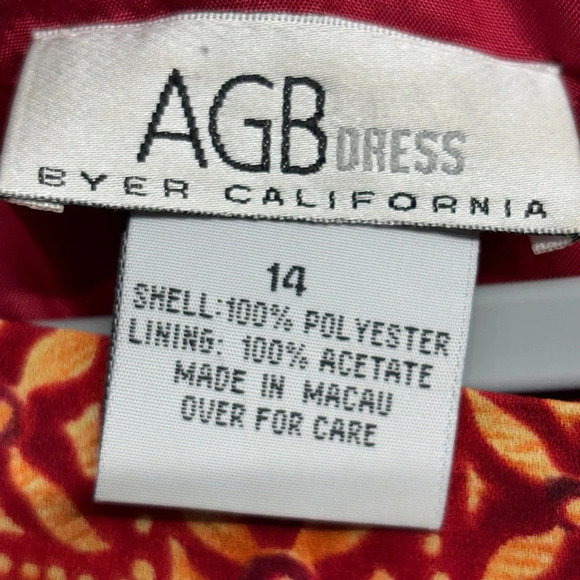 AGB DRESS
BYER CALIFORNIA
14
SHELL: 100% POLYESTER
LINING: 100% ACETATE
MADE IN MACAU
OVER FOR CARE